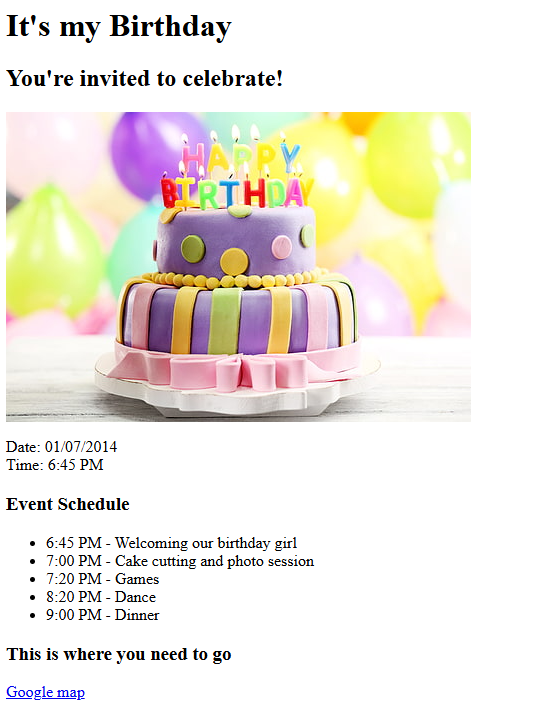 It's my Birthday
You're invited to celebrate!
HAPPY
BIRTHDAY
Date: 01/07/2014
Time: 6:45 PM
Event Schedule
6:45 PM - Welcoming our birthday girl
7:00 PM - Cake cutting and photo session
7:20 PM - Games
8:20 PM - Dance
9:00 PM - Dinner
This is where you need to go
Google map